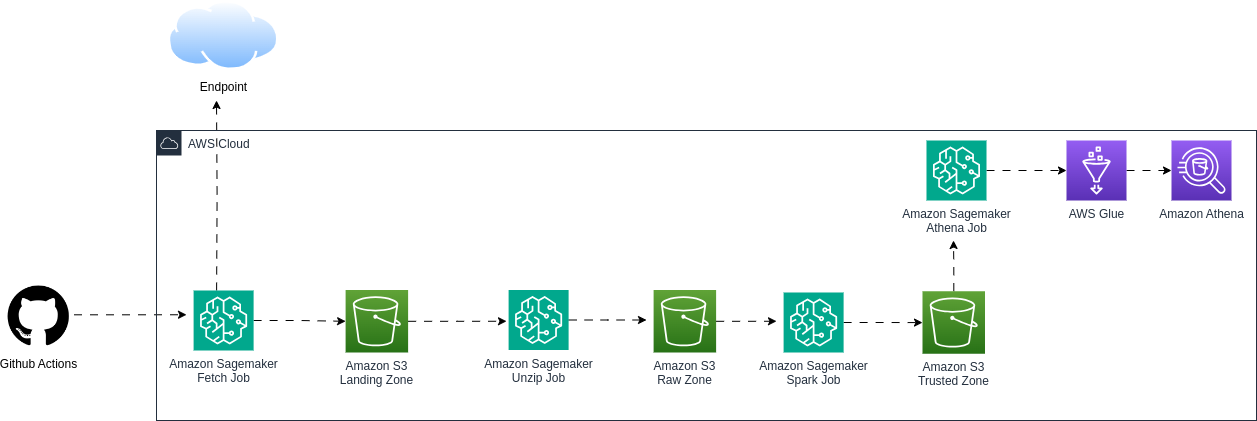 Endpoint
AWS Cloud
Amazon Sagemaker
Athena Job
AWS Glue
Amazon Athena
Github Actions
Amazon Sagemaker
Fetch Job
Amazon S3
Landing Zone
Amazon Sagemaker
Unzip Job
Amazon S3
Raw Zone
Amazon Sagemaker
Spark Job
Amazon S3
Trusted Zone